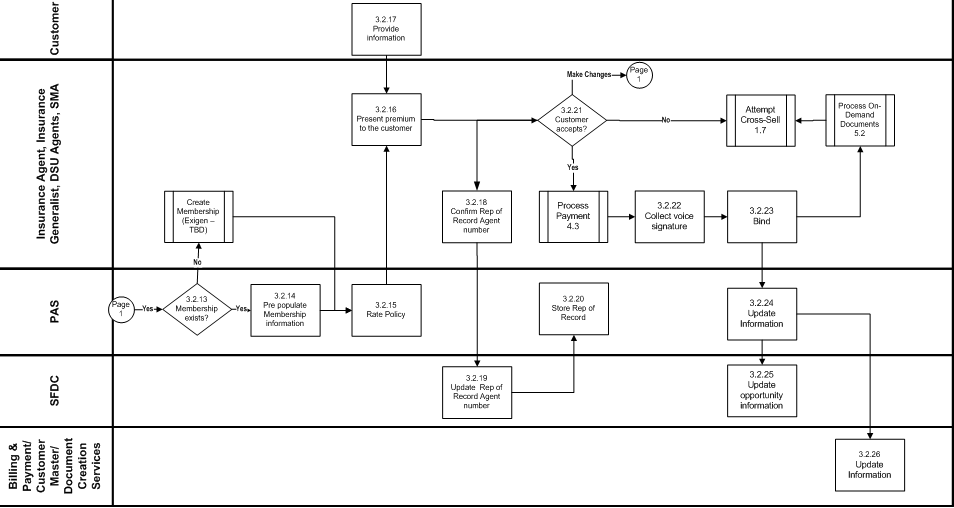 Customer
3.2.17
Provide
information
Insurance Agent, Insurance
Generalist, DSU Agents, SMA
3.2.16
Present premium
to the customer
Make Changes
Page
1
3.2.21
Customer
accepts?
No
Yes
Attempt
Cross-Sell
1.7
Process On-
Demand
Documents
5.2
Create
Membership
(Exigen –
TBD)
No
3.2.18
Confirm Rep of
Record Agent
number
Process
Payment
4.3
3.2.22
Collect voice
signature
3.2.23
Bind
PAS
Page
1
Yes
3.2.13
Membership
exists?
Yes
3.2.14
Pre populate
Membership
information
3.2.15
Rate Policy
3.2.20
Store Rep of
Record
3.2.24
Update
Information
SFDC
3.2.19
Update Rep of
Record Agent
number
3.2.25
Update
opportunity
information
Billing &
Payment/
Customer
Master/
Document
Creation
Services
3.2.26
Update
Information